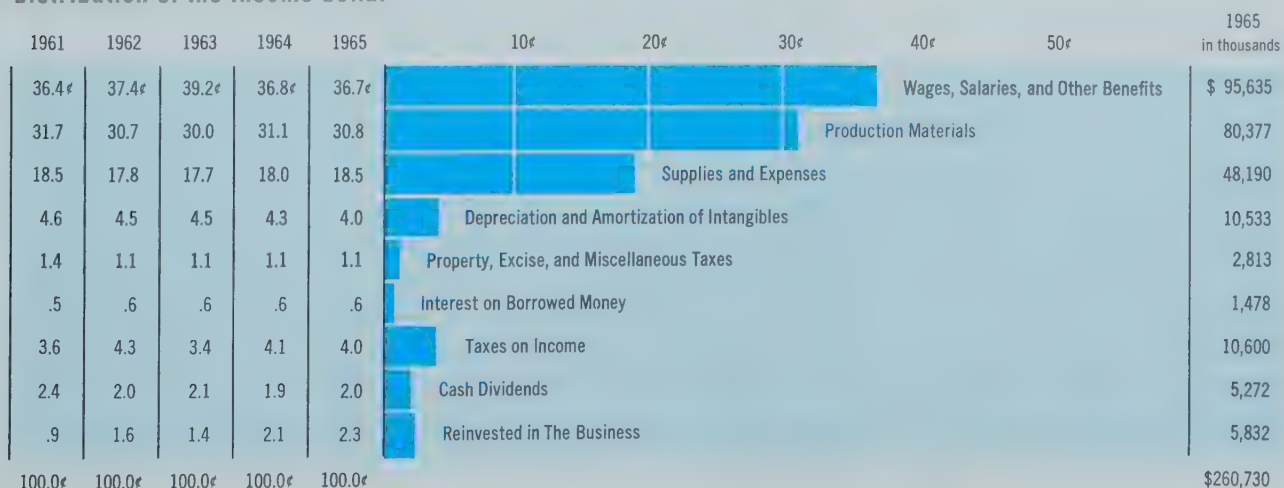 1965
1961 1962 1963 1964 1965 10¢ 20¢ 30¢ 40¢ 50¢ in thousands
36.4¢ 37.4¢ 39.2¢ 36.8¢ 36.7¢ Wages, Salaries, and Other Benefits $ 95,635
31.7 30.7 30.0 31.1 30.8 Production Materials 80,377
18.5 17.8 17.7 18.0 18.5 Supplies and Expenses 48,190
4.6 4.5 4.5 4.3 4.0 Depreciation and Amortization of Intangibles 10,533
1.4 1.1 1.1 1.1 1.1 Property, Excise, and Miscellaneous Taxes 2,813
.5 .6 .6 .6 .6 Interest on Borrowed Money 1,478
3.6 4.3 3.4 4.1 4.0 Taxes on Income 10,600
2.4 2.0 2.1 1.9 2.0 Cash Dividends 5,272
.9 1.6 1.4 2.1 2.3 Reinvested in The Business 5,832
100.0¢ 100.0¢ 100.0¢ 100.0¢ 100.0¢ $260,730